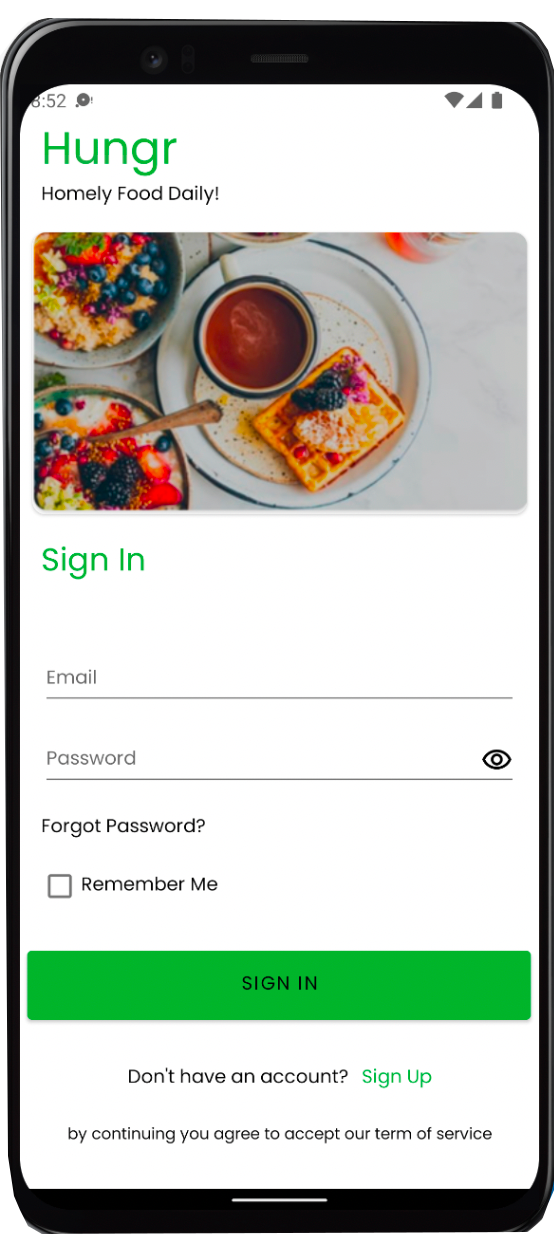 8:52
Hungr
Homely Food Daily!
Sign In
Email
Password
Forgot Password?
Remember Me
SIGN IN
Don't have an account? Sign Up
by continuing you agree to accept our term of service